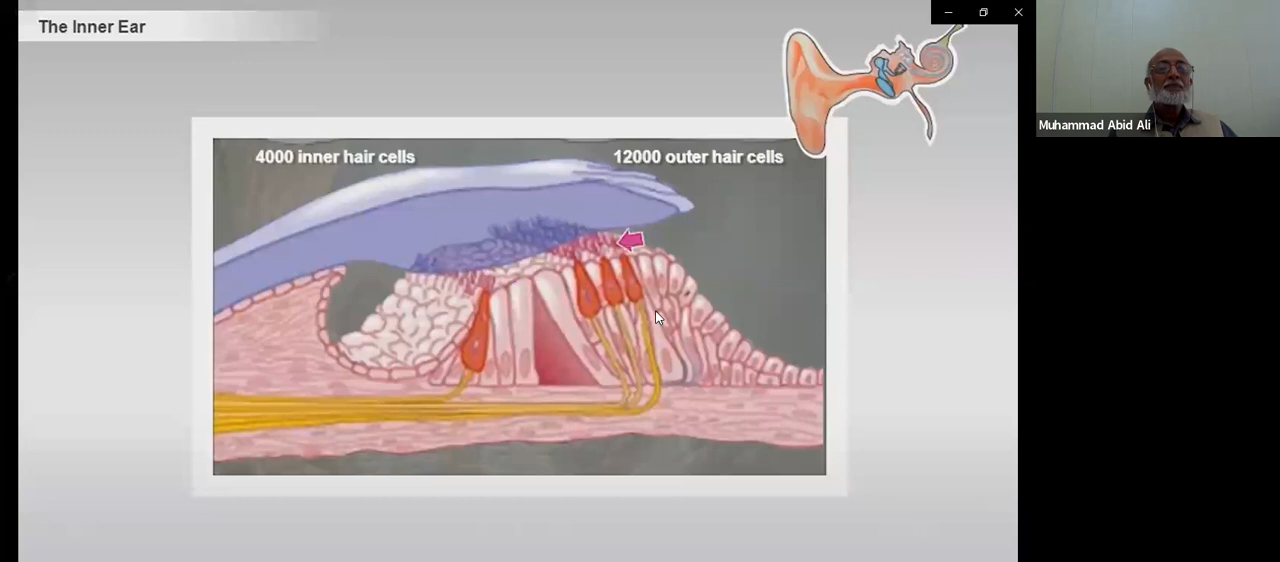 The Inner Ear
4000 inner hair cells
12000 outer hair cells
Muhammad Abid Ali